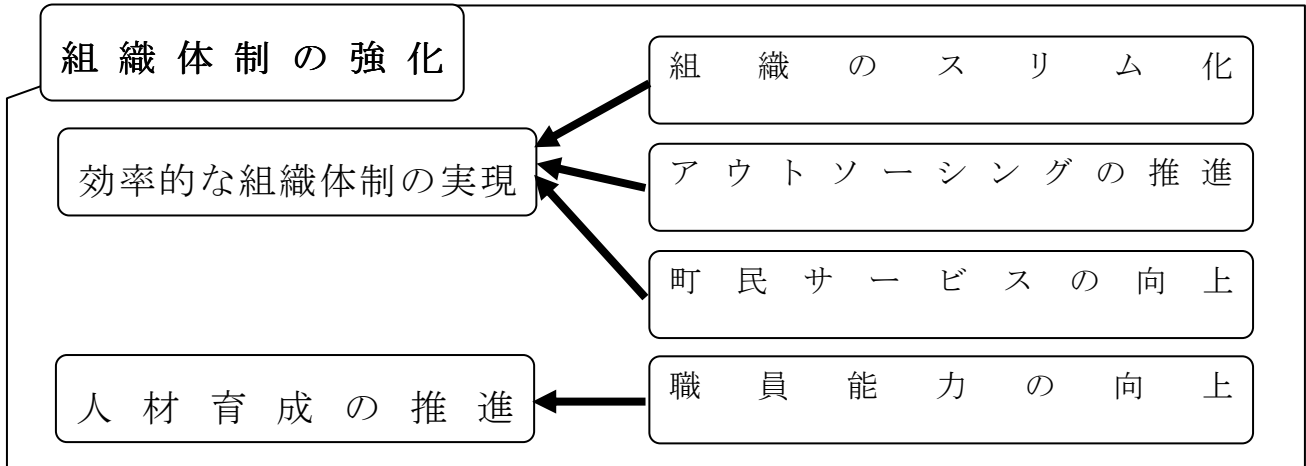 組織体制の強化
効率的な組織体制の実現
組織のスリム化
アウトソーシングの推進
町民サービスの向上
人材育成の推進
職員能力の向上